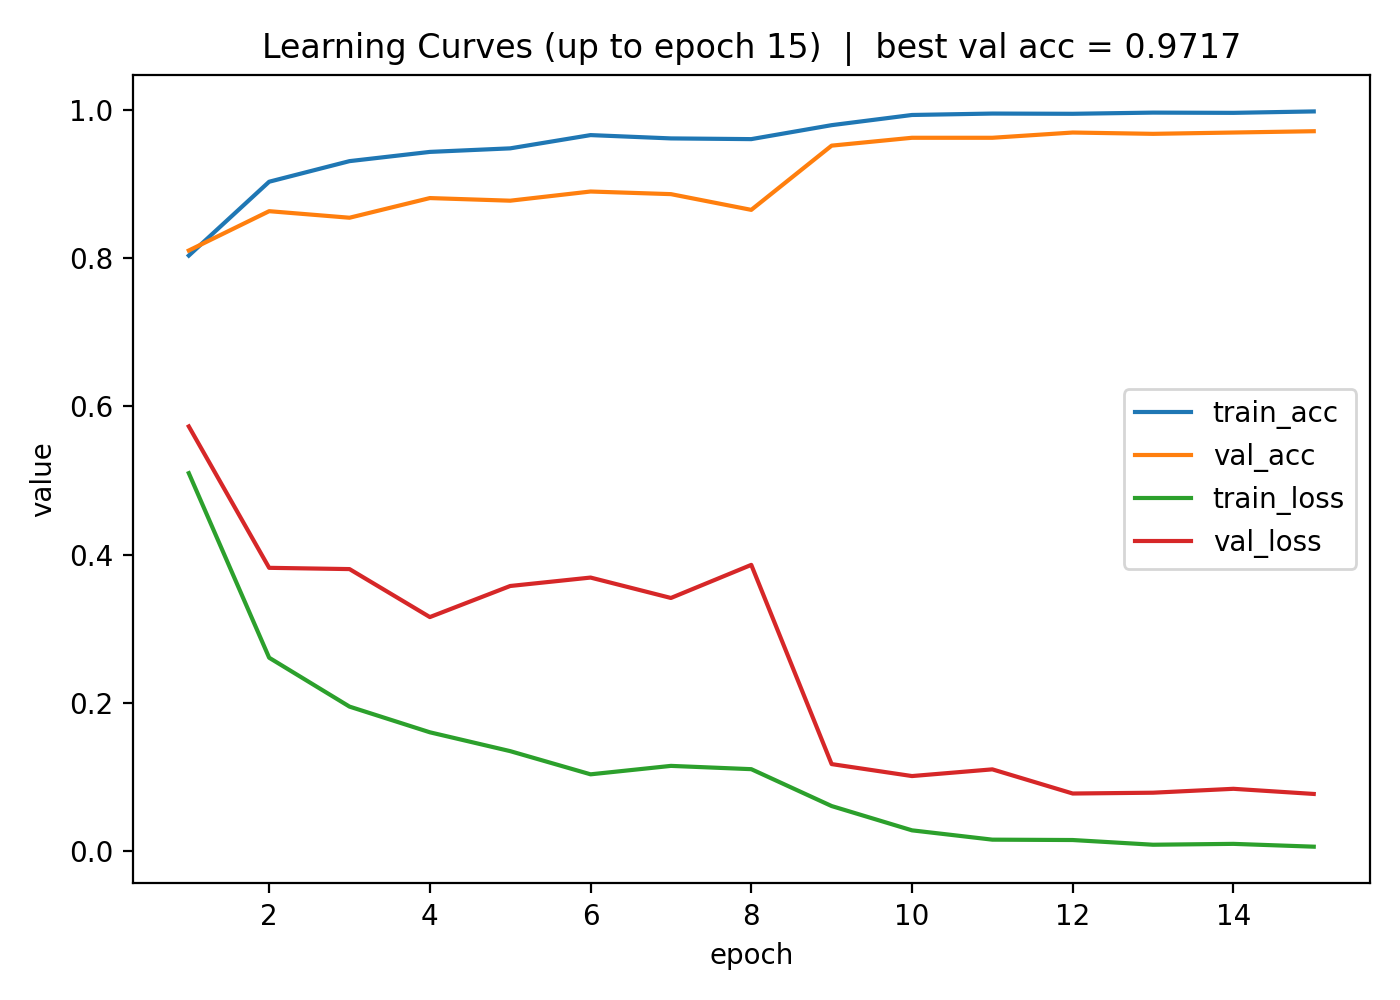 Learning Curves (up to epoch 15)  |  best val acc = 0.9717
1.0
0.8
0.6
0.4
0.2
0.0
value
train_acc
val_acc
train_loss
val_loss
2 4 6 8 10 12 14
epoch